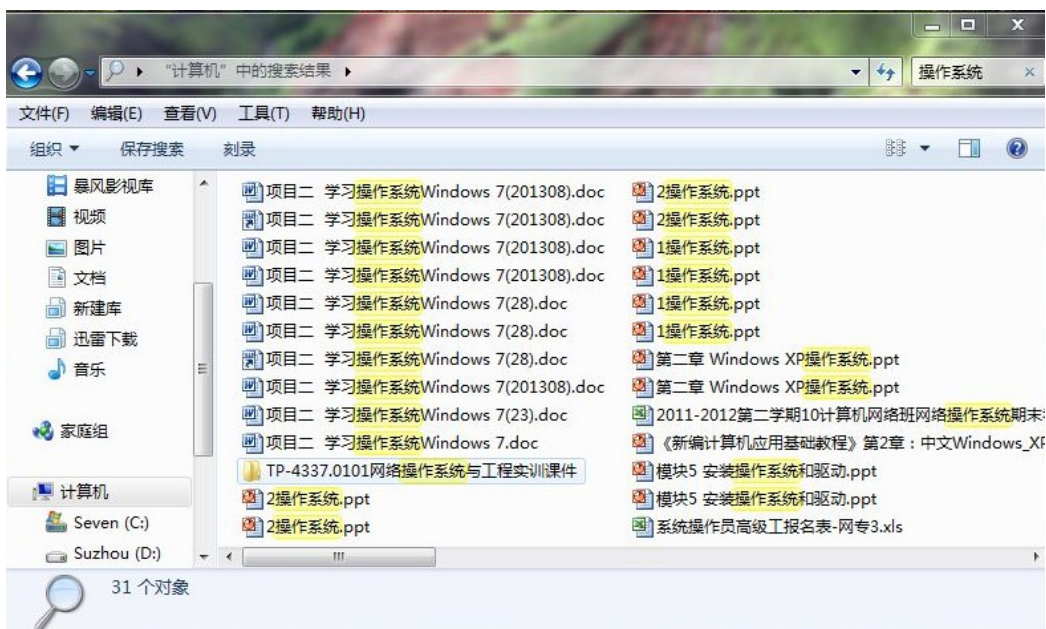 “计算机” 中的搜索结果
操作系统
文件(F) 编辑(E) 查看(V) 工具(T) 帮助(H)
组织 保存搜索 刻录
暴风影视库
视频
图片
文档
新建库
迅雷下载
音乐
家庭组
计算机
Seven (C:)
Suzhou (D:)
项目二 学习操作系统Windows 7(201308).doc
项目二 学习操作系统Windows 7(201308).doc
项目二 学习操作系统Windows 7(201308).doc
项目二 学习操作系统Windows 7(201308).doc
项目二 学习操作系统Windows 7(28).doc
项目二 学习操作系统Windows 7(28).doc
项目二 学习操作系统Windows 7(28).doc
项目二 学习操作系统Windows 7(201308).doc
项目二 学习操作系统Windows 7(23).doc
项目二 学习操作系统Windows 7.doc
TP-4337.0101网络操作系统与工程实训课件
2操作系统.ppt
2操作系统.ppt
2操作系统.ppt
2操作系统.ppt
1操作系统.ppt
1操作系统.ppt
1操作系统.ppt
1操作系统.ppt
第二章 Windows XP操作系统.ppt
第二章 Windows XP操作系统.ppt
2011-2012第二学期10计算机网络班网络操作系统期末
《新编计算机应用基础教程》第2章：中文Windows_XP
模块5 安装操作系统和驱动.ppt
模块5 安装操作系统和驱动.ppt
系统操作员高级工报名表-网专3.xls
31 个对象